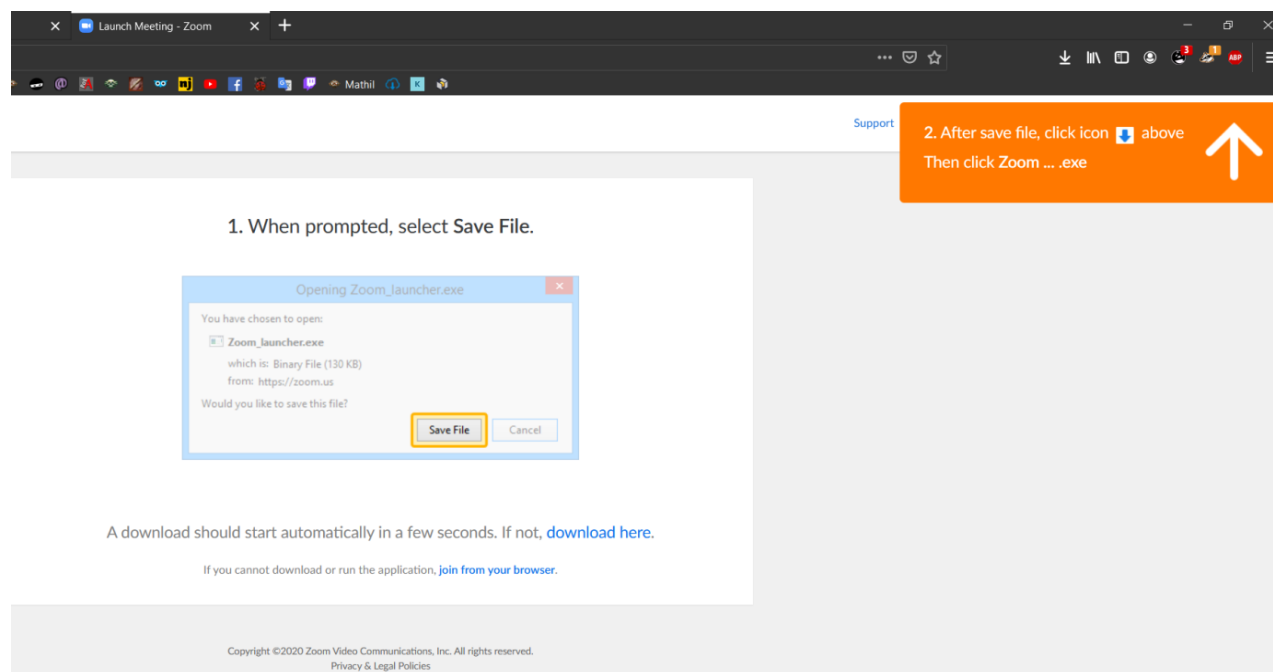 Launch Meeting - Zoom
Mathil
3
1
ABP
Support
2. After save file, click icon above
Then click Zoom ... .exe
1. When prompted, select Save File.
Opening Zoom_launcher.exe
You have chosen to open:
Zoom_launcher.exe
which is: Binary File (130 KB)
from: https://zoom.us
Would you like to save this file?
Save File Cancel
A download should start automatically in a few seconds. If not, download here.
If you cannot download or run the application, join from your browser.
Copyright ©2020 Zoom Video Communications, Inc. All rights reserved.
Privacy & Legal Policies